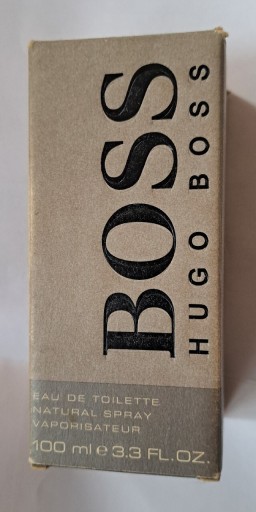 BOSS
HUGO BOSS
EAU DE TOILETTE
NATURAL SPRAY
VAPORISATEUR
100 ml e 3.3 FL.OZ.